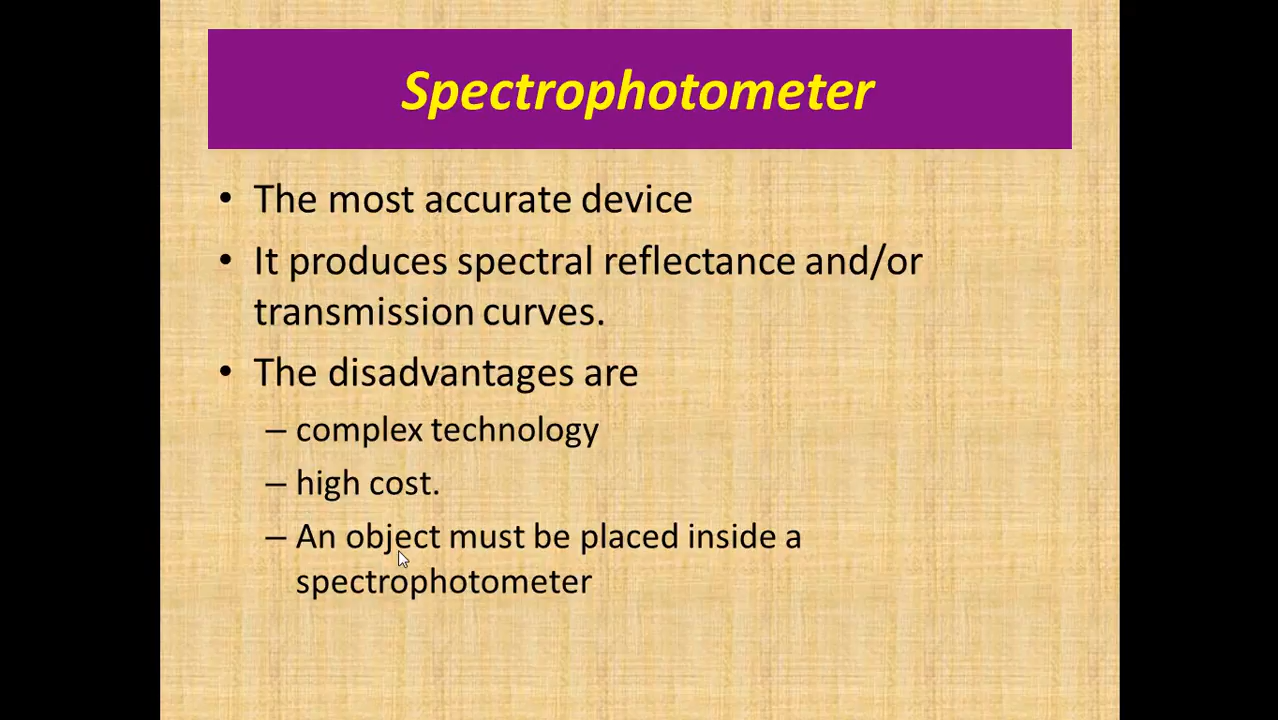 Spectrophotometer
• The most accurate device
• It produces spectral reflectance and/or
transmission curves.
• The disadvantages are
– complex technology
– high cost.
– An object must be placed inside a
spectrophotometer